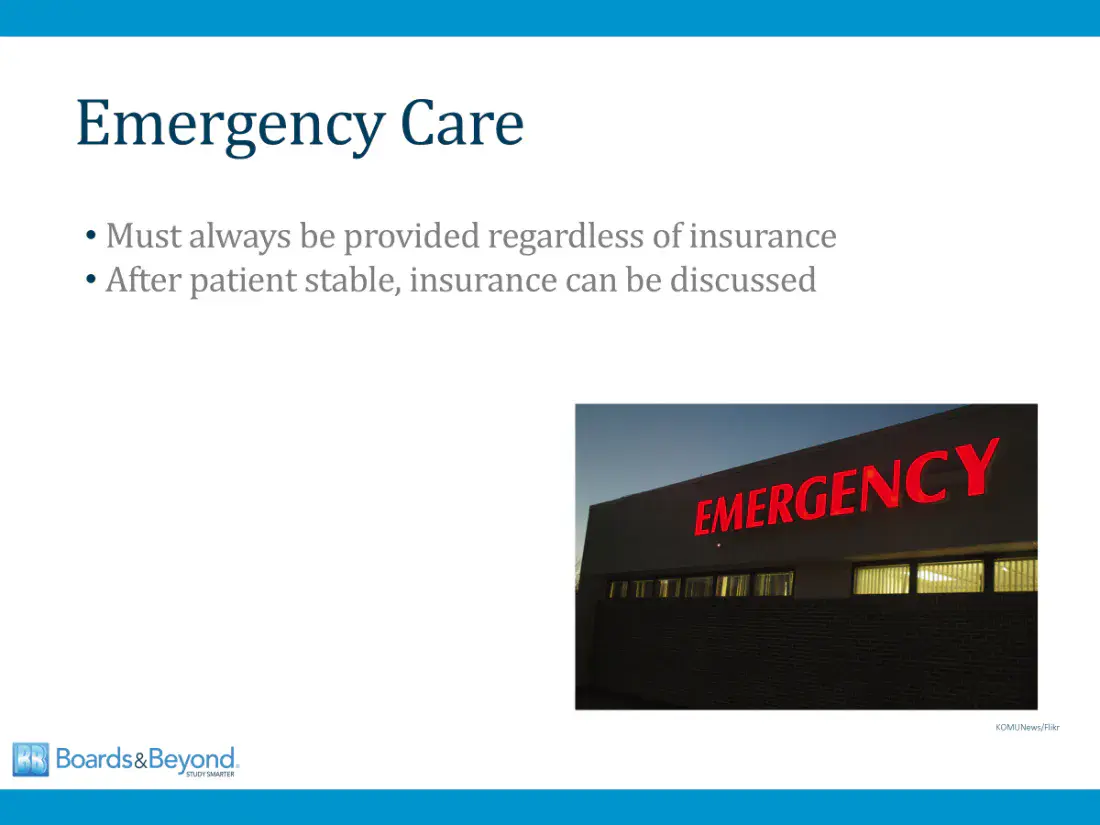 Emergency Care
• Must always be provided regardless of insurance
• After patient stable, insurance can be discussed
EMERGENCY
KOMUNews/Flikr
BB Boards&Beyond.
STUDY SMARTER